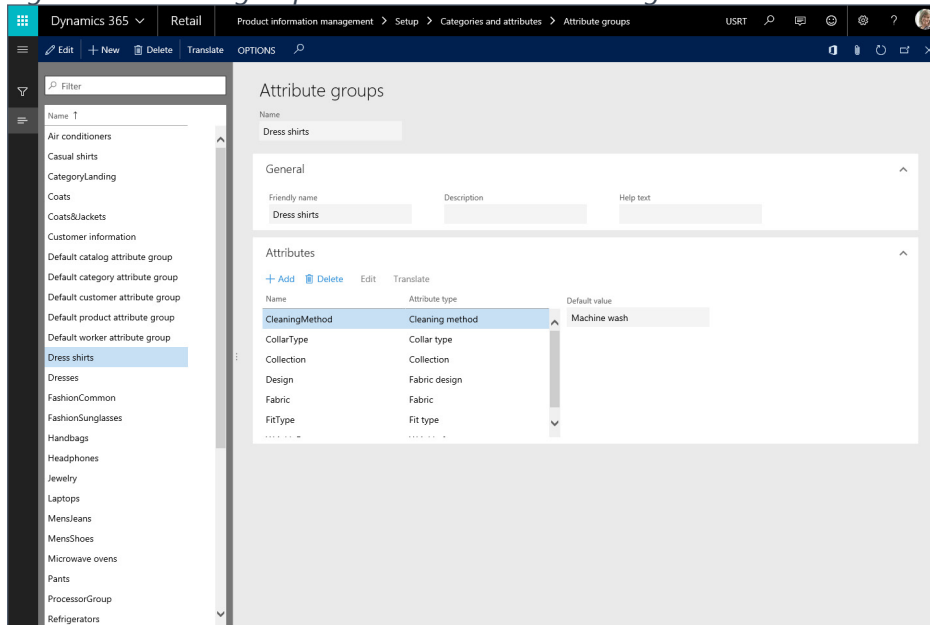 Dynamics 365 Retail Product information management > Setup > Categories and attributes > Attribute groups USRT ?
Edit + New Delete Translate OPTIONS
Filter
Name ↑
Air conditioners
Casual shirts
CategoryLanding
Coats
Coats&Jackets
Customer information
Default catalog attribute group
Default category attribute group
Default customer attribute group
Default product attribute group
Default worker attribute group
Dress shirts
Dresses
FashionCommon
FashionSunglasses
Handbags
Headphones
Jewelry
Laptops
MensJeans
MensShoes
Microwave ovens
Pants
ProcessorGroup
Refrigerators
Attribute groups
Name
Dress shirts
General
Friendly name Description Help text
Dress shirts
Attributes
+ Add Delete Edit Translate
Name Attribute type Default value
CleaningMethod Cleaning method Machine wash
CollarType Collar type
Collection Collection
Design Fabric design
Fabric Fabric
FitType Fit type